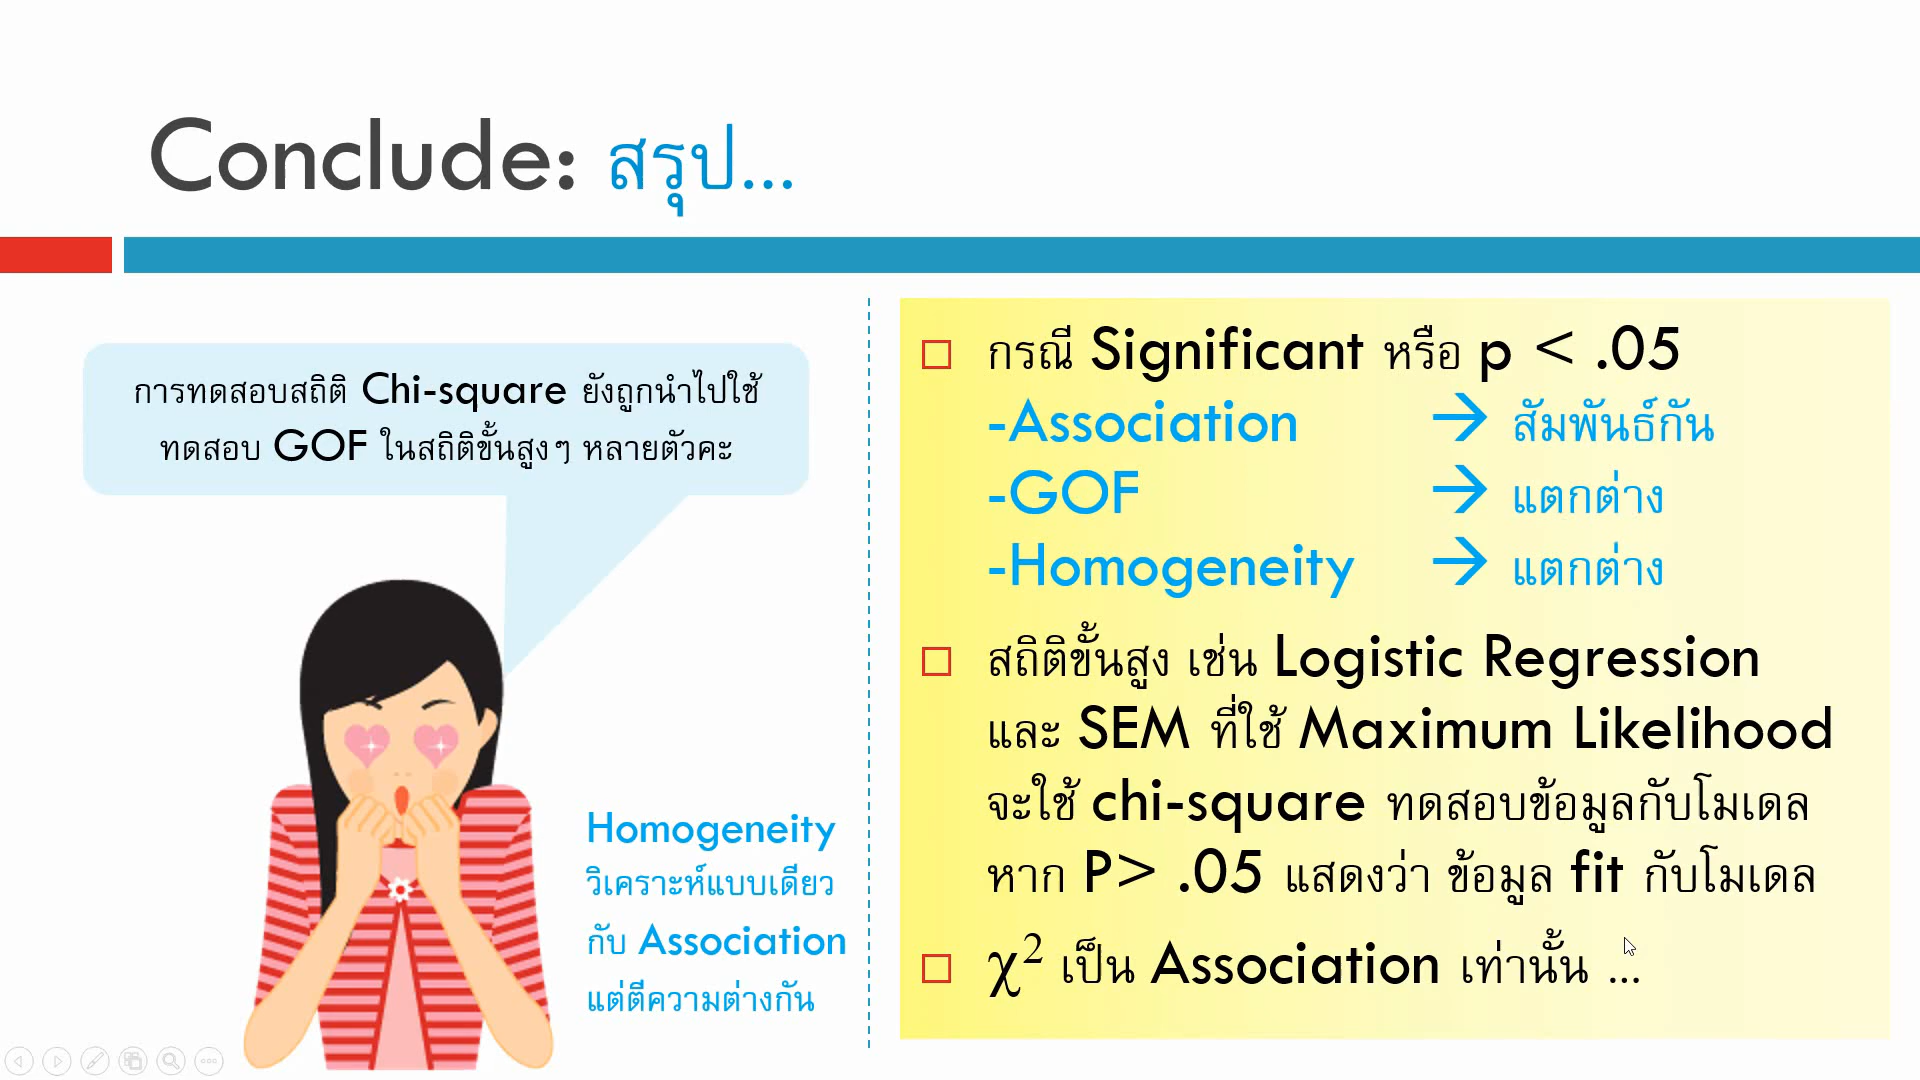 Conclude: สรุป...
การทดสอบสถิติ Chi-square ยังถูกนำไปใช้
ทดสอบ GOF ในสถิติขั้นสูงๆ หลายตัวคะ
Homogeneity
วิเคราะห์แบบเดียว
กับ Association
แต่ตีความต่างกัน
กรณี Significant หรือ p < .05
-Association → สัมพันธ์กัน
-GOF → แตกต่าง
-Homogeneity → แตกต่าง
สถิติขั้นสูง เช่น Logistic Regression
และ SEM ที่ใช้ Maximum Likelihood
จะใช้ chi-square ทดสอบข้อมูลกับโมเดล
หาก P> .05 แสดงว่า ข้อมูล fit กับโมเดล
χ² เป็น Association เท่านั้น ...